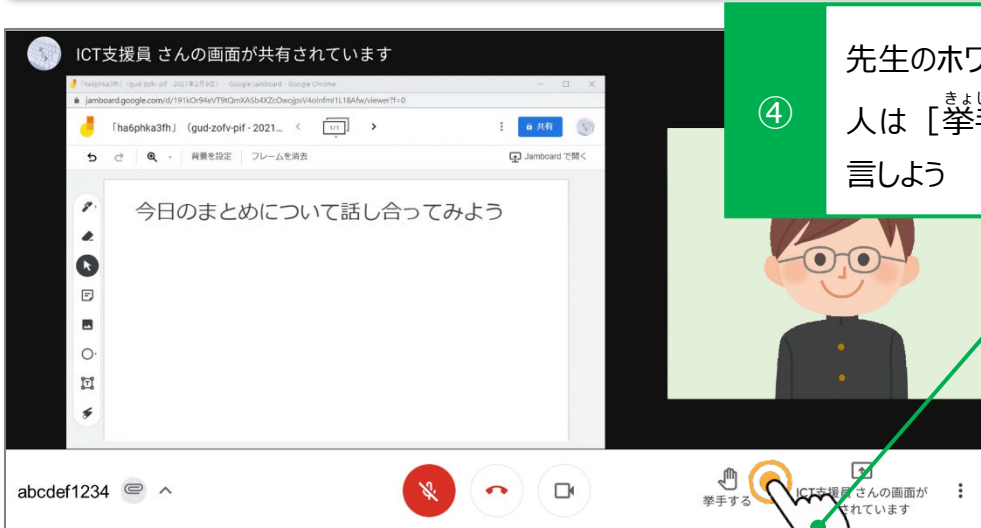 ICT支援員 さんの画面が共有されています
④
先生のホワ
人は［挙
きょ
言しよう
「ha6phka3fh」(gud-zofv-pif - 2021年2月9日) - Google Jamboard - Google Chrome
jamboard.google.com/d/
「ha6phka3fh」 (gud-zofv-pif - 2021…
1/1
共有
背景を設定 フレームを消去
Jamboard で開く
今日のまとめについて話し合ってみよう
abcdef1234
挙手する
ICT支援員 さんの画面が
されています